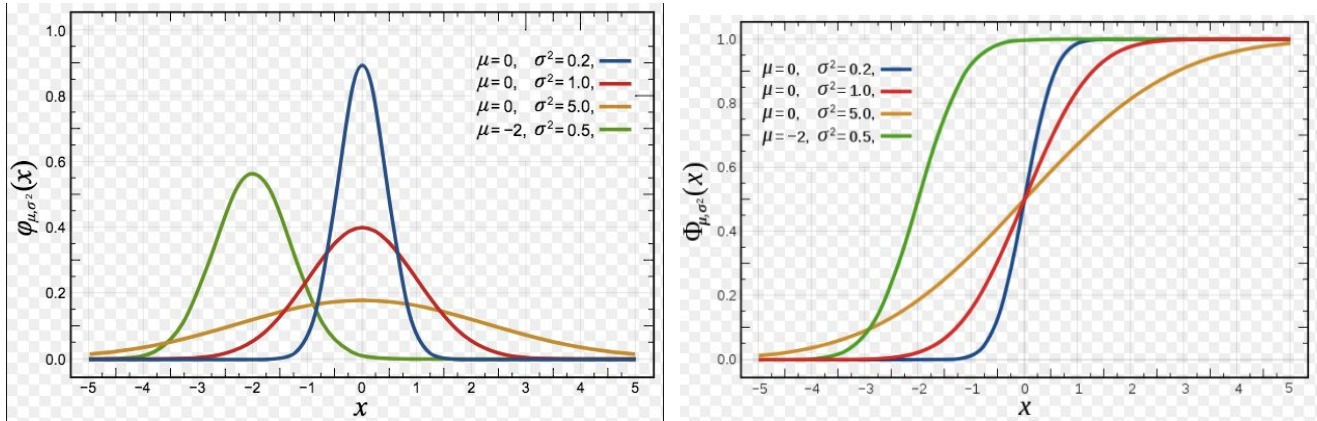 1.0
0.8
0.6
0.4
0.2
0.0
φμ,σ²(x)
μ=0, σ²=0.2,
μ=0, σ²=1.0,
μ=0, σ²=5.0,
μ=−2, σ²=0.5,
−5 −4 −3 −2 −1 0 1 2 3 4 5
x
1.0
0.8
0.6
0.4
0.2
0.0
Φμ,σ²(x)
μ=0, σ²=0.2,
μ=0, σ²=1.0,
μ=0, σ²=5.0,
μ=−2, σ²=0.5,
−5 −4 −3 −2 −1 0 1 2 3 3 5
x